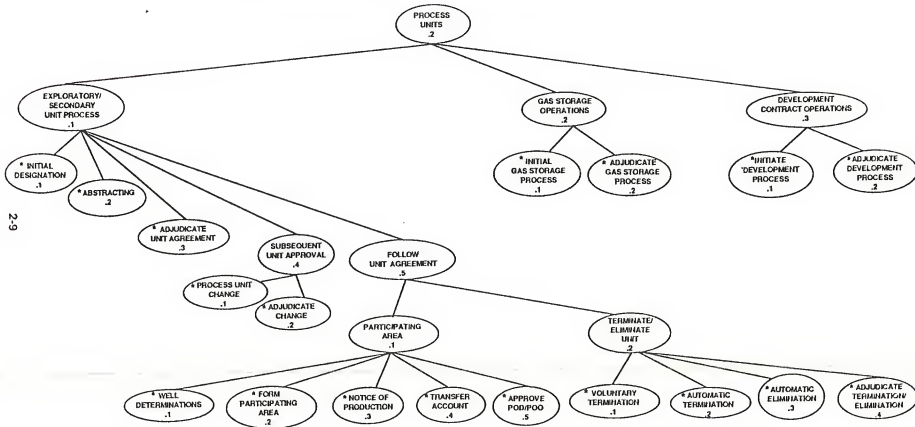 PROCESS
UNITS
.2
EXPLORATORY/
SECONDARY
UNIT PROCESS
.1
GAS STORAGE
OPERATIONS
.2
DEVELOPMENT
CONTRACT OPERATIONS
.3
* INITIAL
DESIGNATION
.1
* ABSTRACTING
.2
* ADJUDICATE
UNIT AGREEMENT
.3
SUBSEQUENT
UNIT APPROVAL
.4
FOLLOW
UNIT AGREEMENT
.5
* INITIAL
GAS STORAGE
PROCESS
.1
* ADJUDICATE
GAS STORAGE
PROCESS
.2
* INITIATE
DEVELOPMENT
PROCESS
.1
* ADJUDICATE
DEVELOPMENT
PROCESS
.2
* PROCESS UNIT
CHANGE
.1
* ADJUDICATE
CHANGE
.2
PARTICIPATING
AREA
.1
TERMINATE/
ELIMINATE
UNIT
.2
* WELL
DETERMINATIONS
.1
* FORM
PARTICIPATING
AREA
.2
* NOTICE OF
PRODUCTION
.3
* TRANSFER
ACCOUNT
.4
* APPROVE
POD/POO
.5
* VOLUNTARY
TERMINATION
.1
* AUTOMATIC
TERMINATION
.2
* AUTOMATIC
ELIMINATION
.3
* ADJUDICATE
TERMINATION/
ELIMINATION
.4
2-9